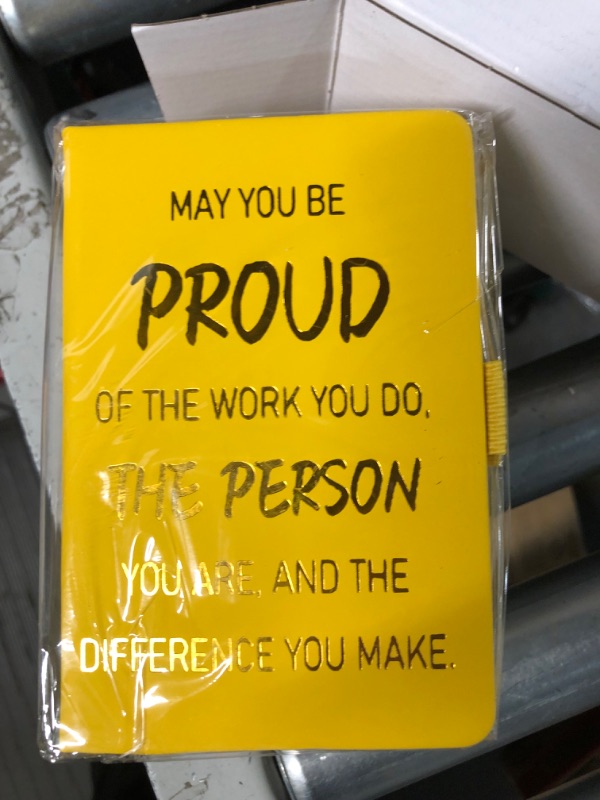 MAY YOU BE
PROUD
OF THE WORK YOU DO,
THE PERSON
YOU ARE, AND THE
DIFFERENCE YOU MAKE.